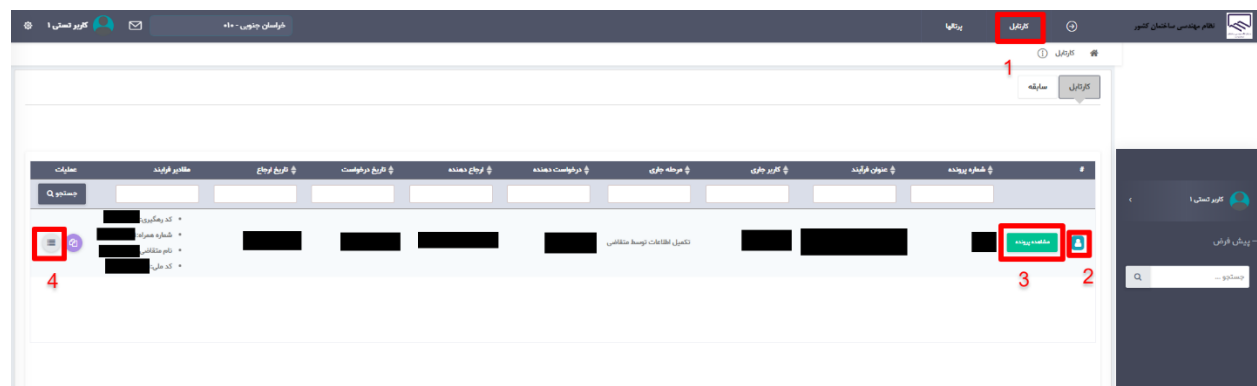 نظام مهندسی ساختمان کشور
کارتابل
پرتالها
خراسان جنوبی - ۰۱۰
کاربر تستی ۱
کارتابل
1
کارتابل
سابقه
#
شماره پرونده
عنوان فرآیند
کاربر جاری
مرحله جاری
درخواست دهنده
ارجاع دهنده
تاریخ درخواست
تاریخ ارجاع
مقادیر فرایند
عملیات
جستجو
مشاهده پرونده
تکمیل اطلاعات توسط متقاضی
کد رهگیری:
شماره همراه:
نام متقاضی:
کد ملی:
2
3
4
کاربر تستی ۱
پیش فرض
جستجو ...